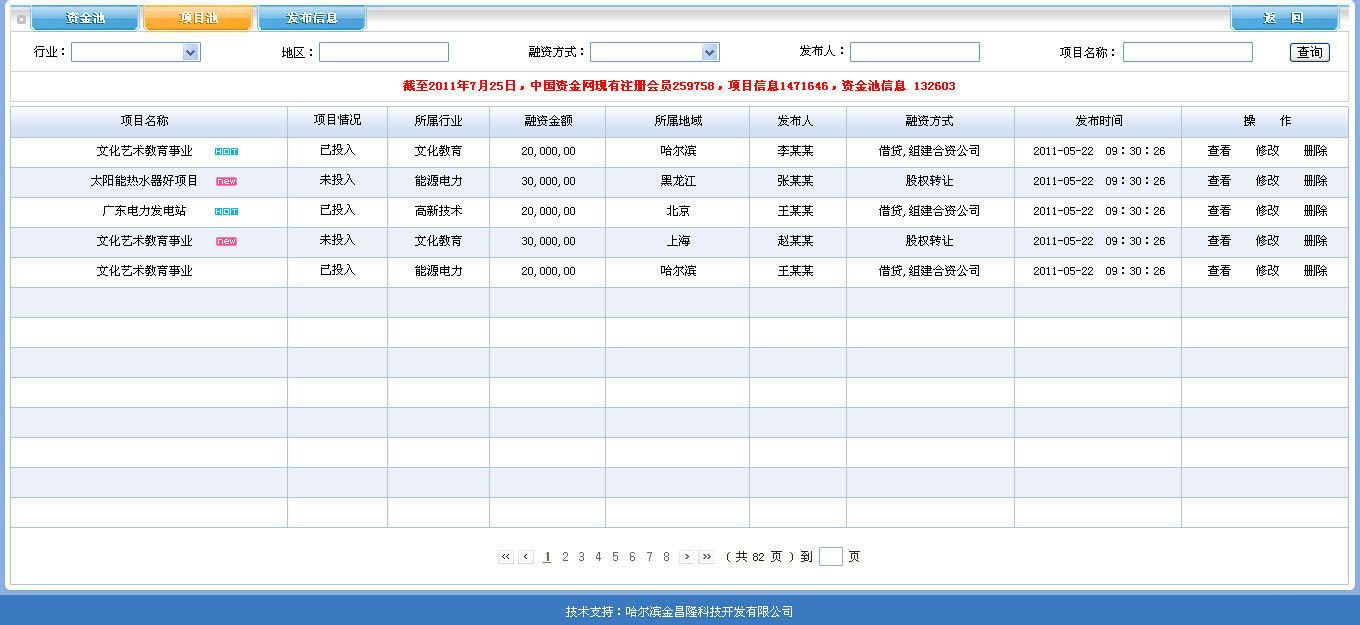 资金池 项目池 发布信息 返 回
行业： 地区： 融资方式： 发布人： 项目名称： 查询
截至2011年7月25日，中国资金网现有注册会员259758，项目信息1471646，资金池信息 132603
项目名称 项目情况 所属行业 融资金额 所属地域 发布人 融资方式 发布时间 操 作
文化艺术教育事业 HOT 已投入 文化教育 20,000,00 哈尔滨 李某某 借贷,组建合资公司 2011-05-22 09：30：26 查看 修改 删除
太阳能热水器好项目 new 未投入 能源电力 30,000,00 黑龙江 张某某 股权转让 2011-05-22 09：30：26 查看 修改 删除
广东电力发电站 HOT 已投入 高新技术 20,000,00 北京 王某某 借贷,组建合资公司 2011-05-22 09：30：26 查看 修改 删除
文化艺术教育事业 new 未投入 文化教育 30,000,00 上海 赵某某 股权转让 2011-05-22 09：30：26 查看 修改 删除
文化艺术教育事业 已投入 能源电力 20,000,00 哈尔滨 王某某 借贷,组建合资公司 2011-05-22 09：30：26 查看 修改 删除
« ‹ 1 2 3 4 5 6 7 8 › » （ 共 82 页 ）到 页
技术支持：哈尔滨金昌隆科技开发有限公司